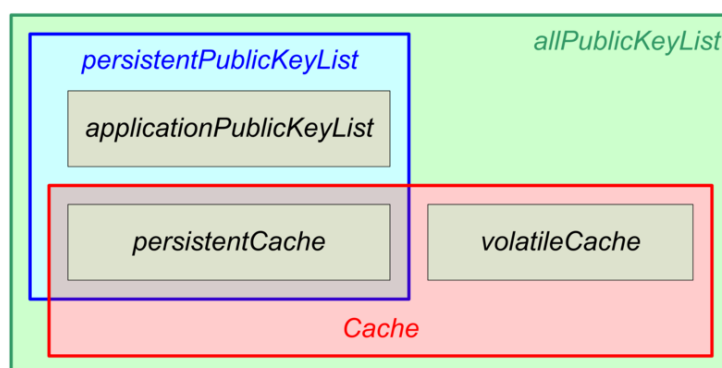 allPublicKeyList
persistentPublicKeyList
applicationPublicKeyList
persistentCache
volatileCache
Cache